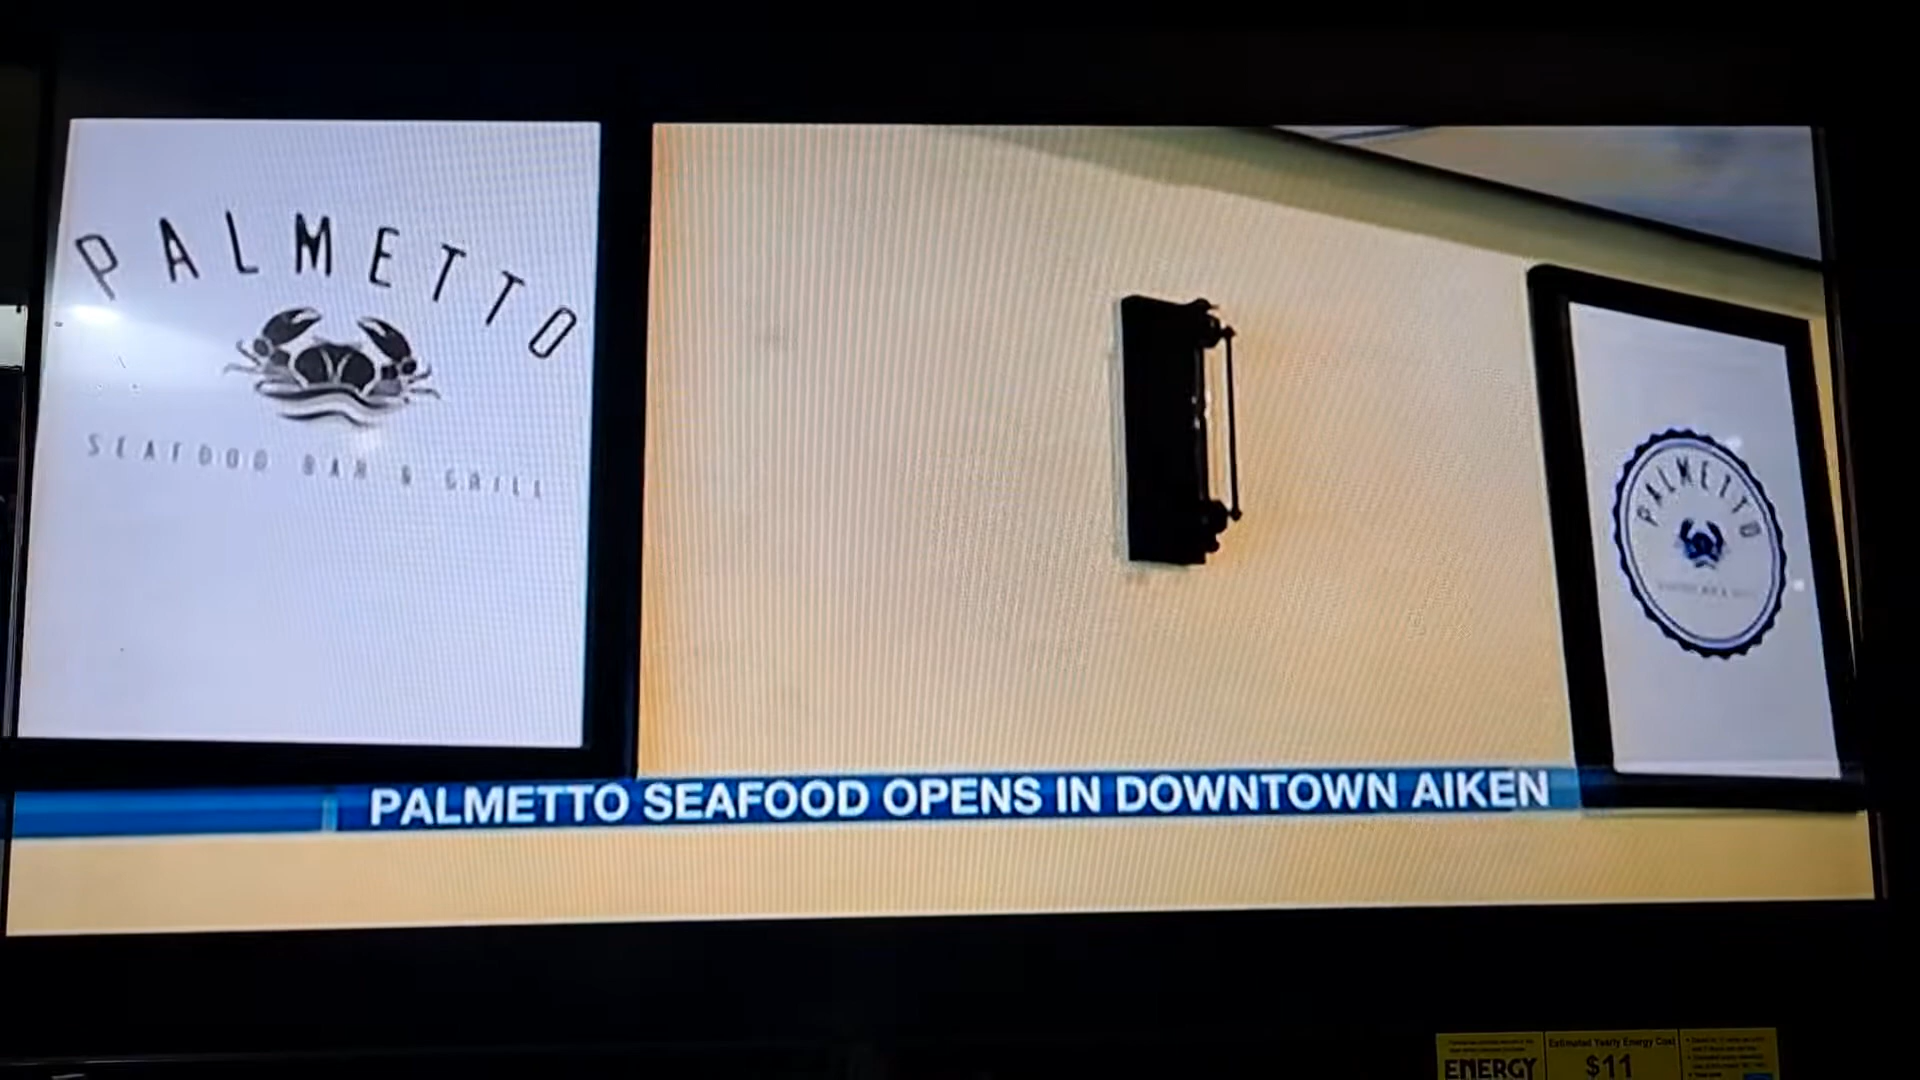 PALMETTO
SEAFOOD BAR & GRILL
PALMETTO
PALMETTO SEAFOOD OPENS IN DOWNTOWN AIKEN
Estimated Yearly Energy Cost
ENERGY
$11